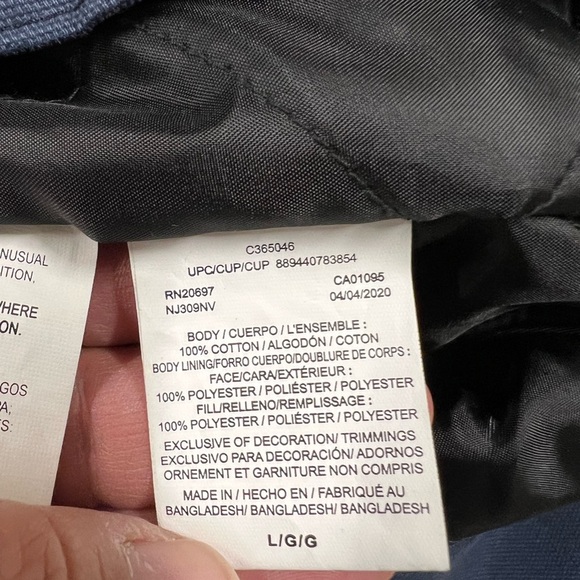 NUSUAL
ITION,
HERE
ON.
GOS
PA,
S:
C365046
UPC/CUP/CUP 889440783854
RN20697 CA01095
NJ309NV 04/04/2020
BODY / CUERPO / L'ENSEMBLE :
100% COTTON / ALGODÓN / COTON
BODY LINING/FORRO CUERPO/DOUBLURE DE CORPS :
FACE/CARA/EXTÉRIEUR :
100% POLYESTER / POLIÉSTER / POLYESTER
FILL/RELLENO/REMPLISSAGE :
100% POLYESTER / POLIÉSTER / POLYESTER
EXCLUSIVE OF DECORATION/ TRIMMINGS
EXCLUSIVO PARA DECORACIÓN/ ADORNOS
ORNEMENT ET GARNITURE NON COMPRIS
MADE IN / HECHO EN / FABRIQUÉ AU
BANGLADESH/ BANGLADESH/ BANGLADESH
L/G/G